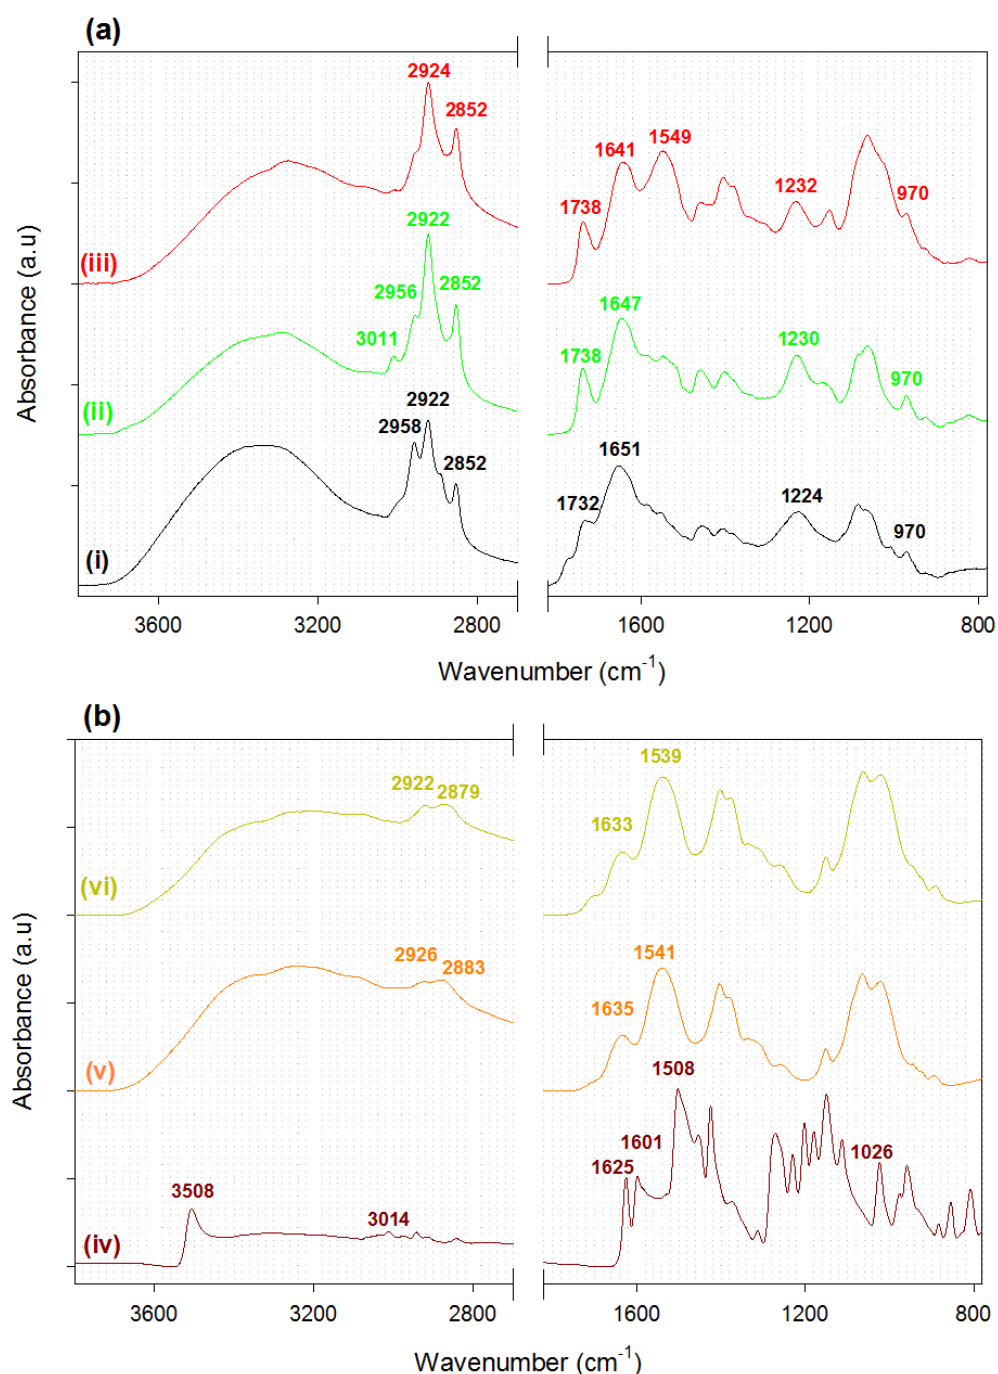 (a)
2924
2852
1641
1549
1738
1232
970
(iii)
2922
2956
2852
3011
1647
1738
1230
970
(ii)
2922
2958
2852
1651
1732
1224
970
(i)
Absorbance (a.u)
3600 3200 2800 1600 1200 800
Wavenumber (cm-1)
(b)
2922
2879
1539
1633
(vi)
2926
2883
1541
1635
(v)
1508
1601
1625
1026
3508
3014
(iv)
Absorbance (a.u)
3600 3200 2800 1600 1200 800
Wavenumber (cm-1)